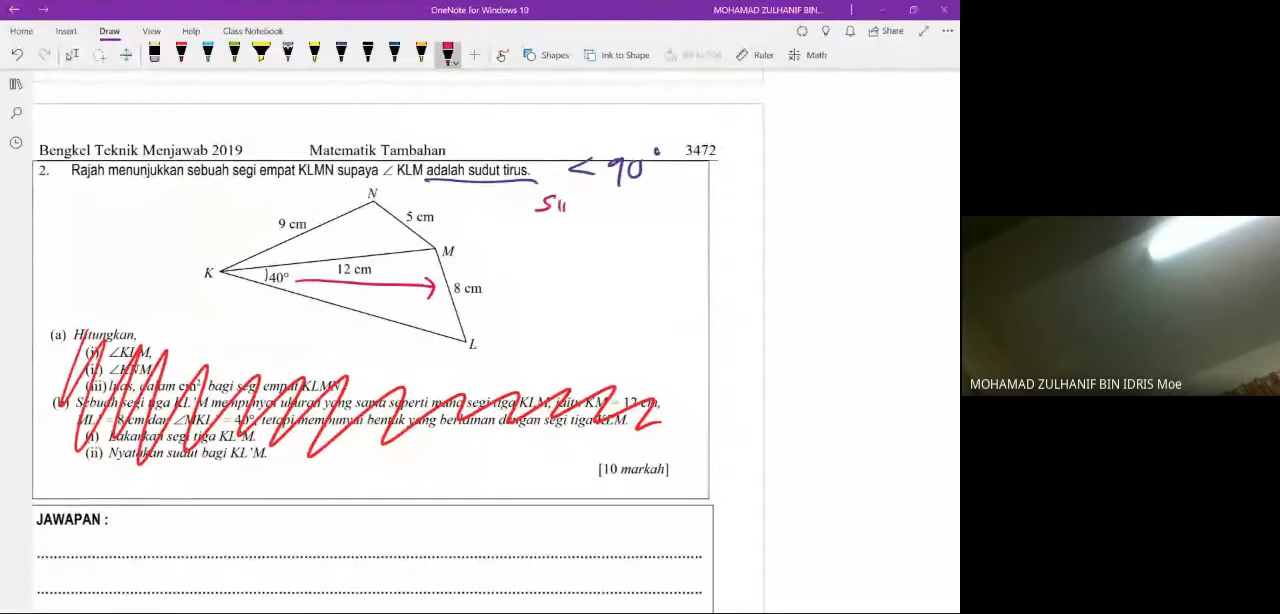 OneNote for Windows 10
MOHAMAD ZULHANIF BIN...
Home Insert Draw View Help Class Notebook
Share
Shapes Ink to Shape Ink to Text Ruler Math
Bengkel Teknik Menjawab 2019 Matematik Tambahan 3472
2. Rajah menunjukkan sebuah segi empat KLMN supaya ∠ KLM adalah sudut tirus. < 90°
N
9 cm
5 cm
M
K
40°
12 cm
8 cm
L
(a) Hitungkan,
(i) ∠KLM,
(ii) ∠KNM,
(iii) luas, dalam cm² bagi segi empat KLMN
(b) Sebuah segi tiga KL'M mempunyai ukuran yang sama seperti mana segi tiga KLM, iaitu KM = 12 cm,
ML' = 8 cm dan ∠MKL' = 40°, tetapi mempunyai bentuk yang berlainan dengan segi tiga KLM.
(i) Lakarkan segi tiga KL'M.
(ii) Nyatakan sudut bagi KL'M.
[10 markah]
JAWAPAN :
MOHAMAD ZULHANIF BIN IDRIS Moe